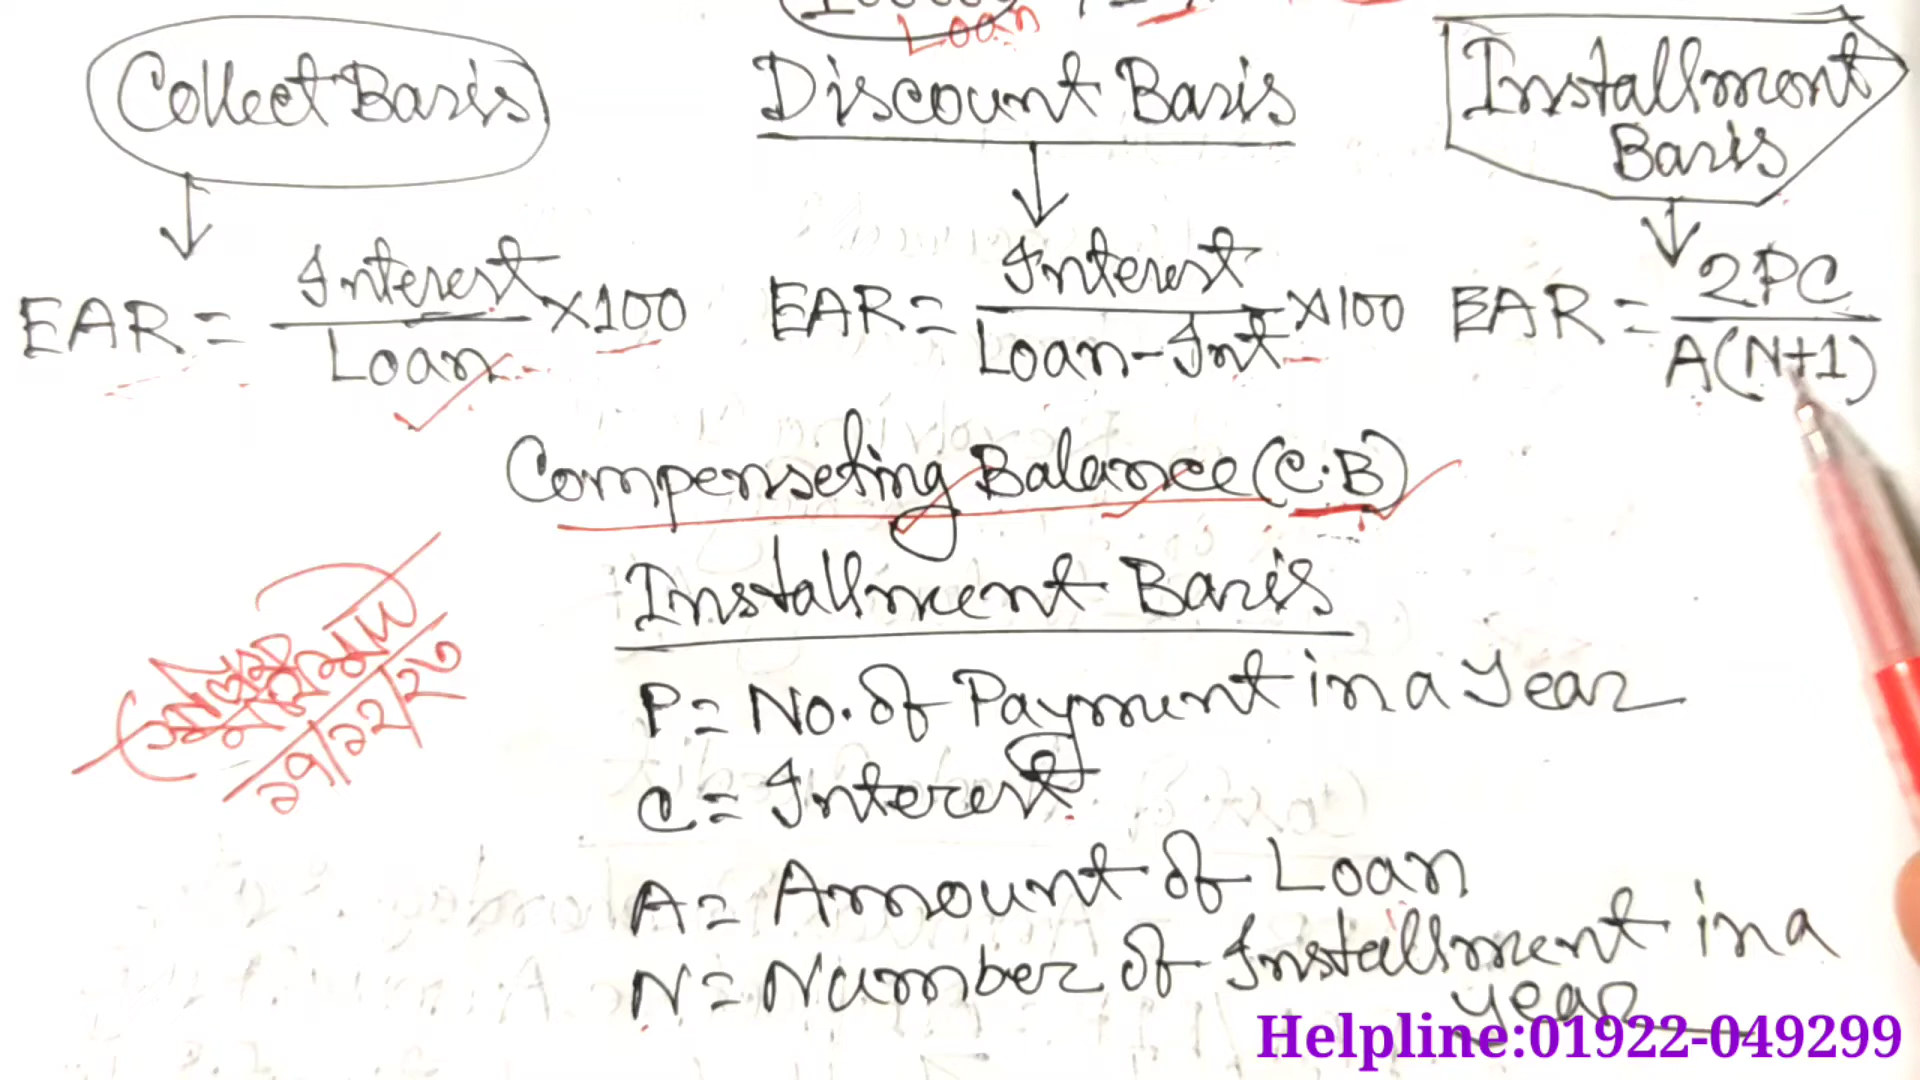 Loan
Collect Basis
Discount Basis
Installment
Basis
EAR = Interest / Loan × 100
EAR = Interest / Loan - Int × 100
EAR = 2PC / A(N+1)
Compenseting Balance (C.B)
Installment Basis
P = No. of Payment in a Year
C = Interest
A = Amount of Loan
N = Number of Installment in a
year
Helpline:01922-049299